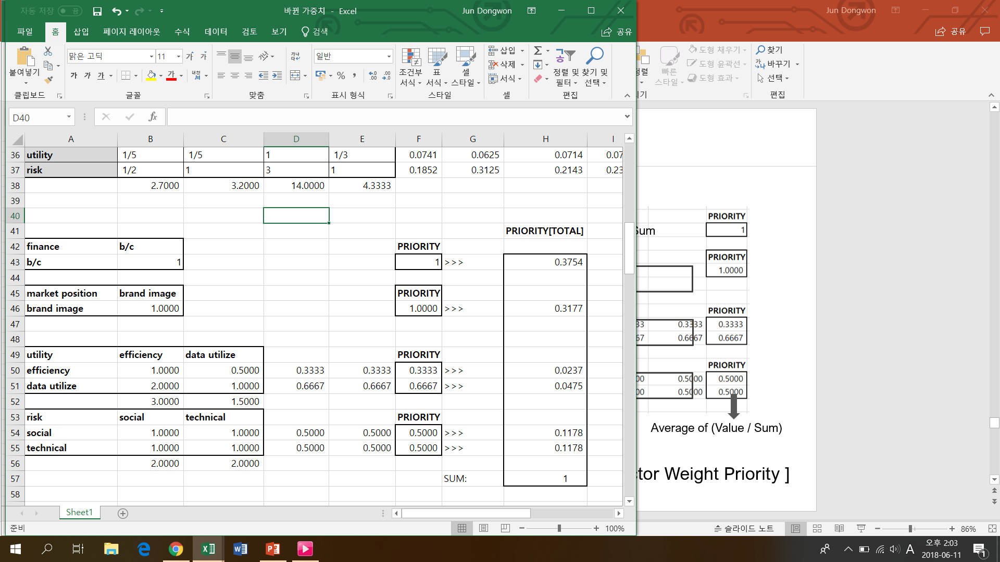 자동 저장 끔
바뀐 가중치 - Excel
Jun Dongwon
Jun Dongwon
파일 홈 삽입 페이지 레이아웃 수식 데이터 검토 보기 검색 공유
공유
붙여넣기
클립보드
맑은 고딕 11
가 가
가 가 가 가 내천
글꼴
가나다
맞춤
일반
% ,
표시 형식
조건부 서식
표 서식
셀 스타일
스타일
삽입
삭제
서식
셀
정렬 및 필터
찾기 및 선택
편집
정렬
빠른 스타일
도형 채우기
도형 윤곽선
도형 효과
찾기
바꾸기
선택
편집
D40
fx
A B C D E F G H I
36 utility 1/5 1/5 1 1/3 0.0741 0.0625 0.0714 0.07
37 risk 1/2 1 3 1 0.1852 0.3125 0.2143 0.23
38 2.7000 3.2000 14.0000 4.3333
39
40
41 PRIORITY[TOTAL]
42 finance b/c PRIORITY
43 b/c 1 1 >>> 0.3754
44
45 market position brand image PRIORITY
46 brand image 1.0000 1.0000 >>> 0.3177
47
48
49 utility efficiency data utilize PRIORITY
50 efficiency 1.0000 0.5000 0.3333 0.3333 0.3333 >>> 0.0237
51 data utilize 2.0000 1.0000 0.6667 0.6667 0.6667 >>> 0.0475
52 3.0000 1.5000
53 risk social technical PRIORITY
54 social 1.0000 1.0000 0.5000 0.5000 0.5000 >>> 0.1178
55 technical 1.0000 1.0000 0.5000 0.5000 0.5000 >>> 0.1178
56 2.0000 2.0000
57 SUM: 1
58
Sheet1
준비
100%
PRIORITY
Sum 1
PRIORITY
1.0000
PRIORITY
33 0.3333 0.3333
67 0.6667 0.6667
PRIORITY
00 0.5000 0.5000
00 0.5000 0.5000
Average of (Value / Sum)
tor Weight Priority ]
슬라이드 노트
86%
A
오후 2:03
2018-06-11
1